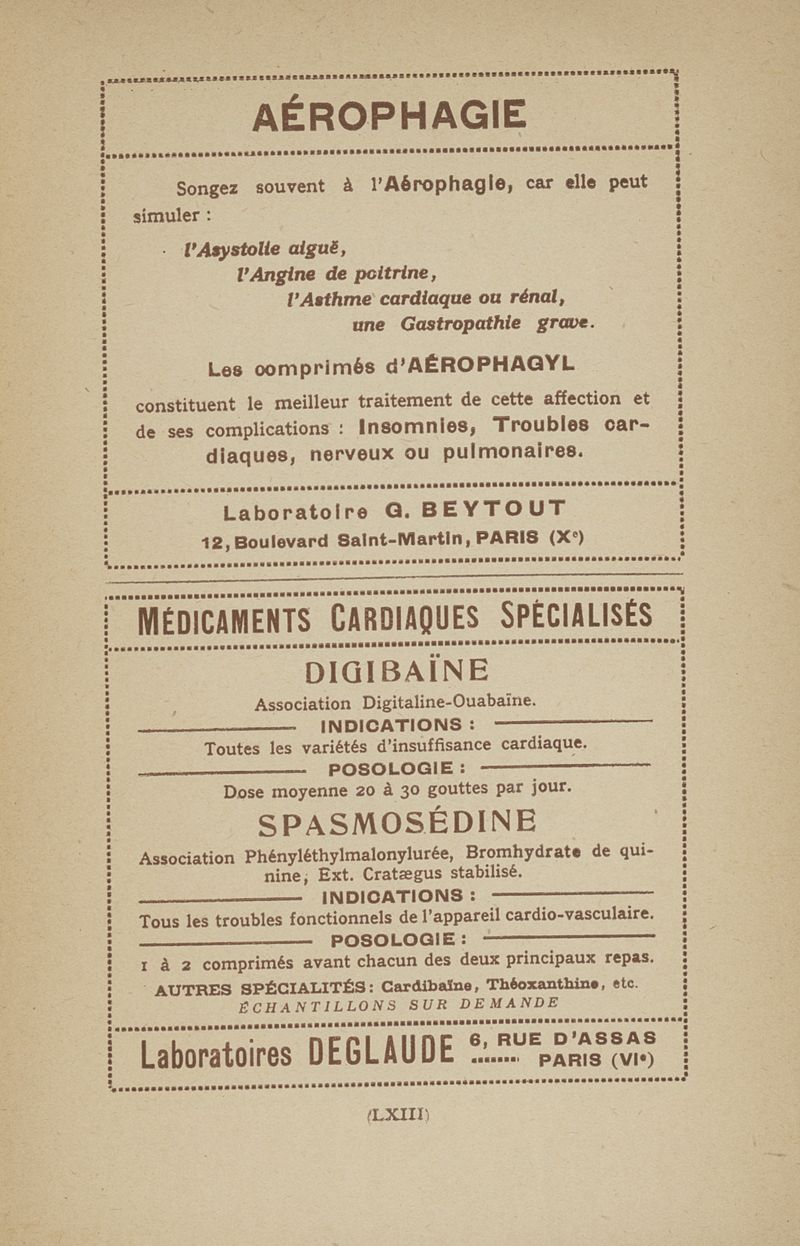 AÉROPHAGIE
Songez souvent à l'Aérophagie, car elle peut
simuler :
l'Asystolie aiguë,
l'Angine de poitrine,
l'Asthme cardiaque ou rénal,
une Gastropathie grave.
Les comprimés d'AÉROPHAGYL
constituent le meilleur traitement de cette affection et
de ses complications : Insomnies, Troubles car-
diaques, nerveux ou pulmonaires.
Laboratoire G. BEYTOUT
12, Boulevard Saint-Martin, PARIS (Xe)
MÉDICAMENTS CARDIAQUES SPÉCIALISÉS
DIGIBAÏNE
Association Digitaline-Ouabaïne.
INDICATIONS :
Toutes les variétés d'insuffisance cardiaque.
POSOLOGIE :
Dose moyenne 20 à 30 gouttes par jour.
SPASMOSÉDINE
Association Phényléthylmalonylurée, Bromhydrate de qui-
nine, Ext. Cratægus stabilisé.
INDICATIONS :
Tous les troubles fonctionnels de l'appareil cardio-vasculaire.
POSOLOGIE :
1 à 2 comprimés avant chacun des deux principaux repas.
AUTRES SPÉCIALITÉS : Cardibaïne, Théoxanthine, etc.
ÉCHANTILLONS SUR DEMANDE
Laboratoires DEGLAUDE 6, RUE D'ASSAS
PARIS (VIe)
(LXIII)